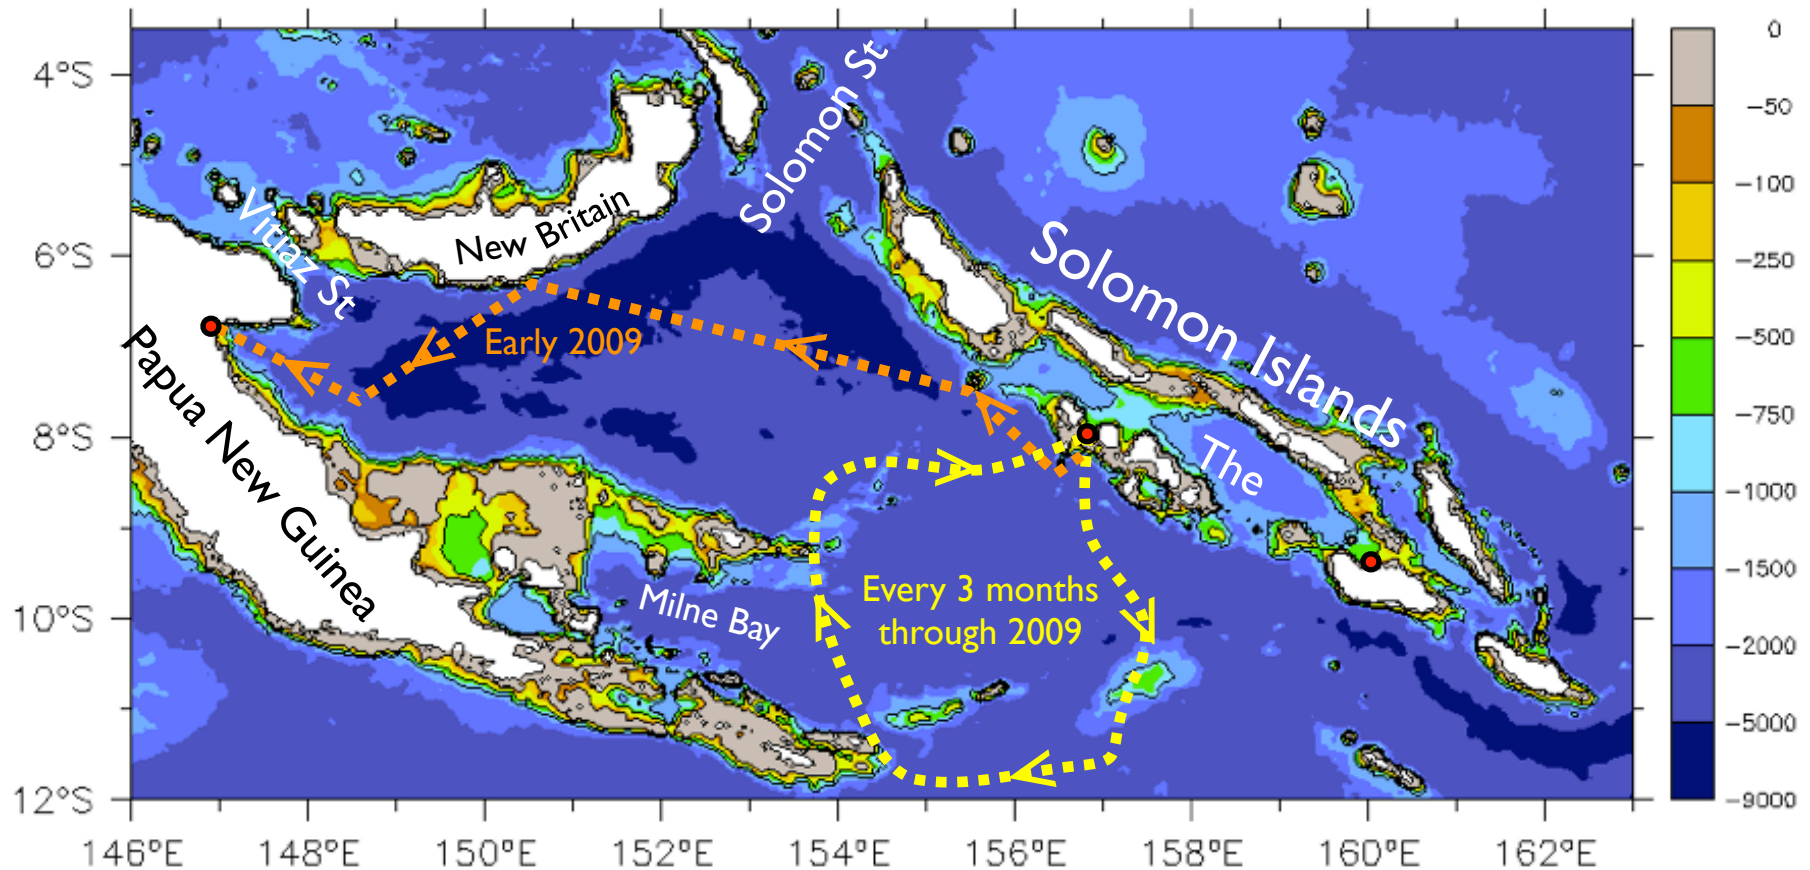 4°S
6°S
8°S
10°S
12°S
146°E
148°E
150°E
152°E
154°E
156°E
158°E
160°E
162°E
Solomon St
Vitiaz St
New Britain
Solomon Islands
Early 2009
Papua New Guinea
The
Milne Bay
Every 3 months
through 2009
0
-50
-100
-250
-500
-750
-1000
-1500
-2000
-5000
-9000